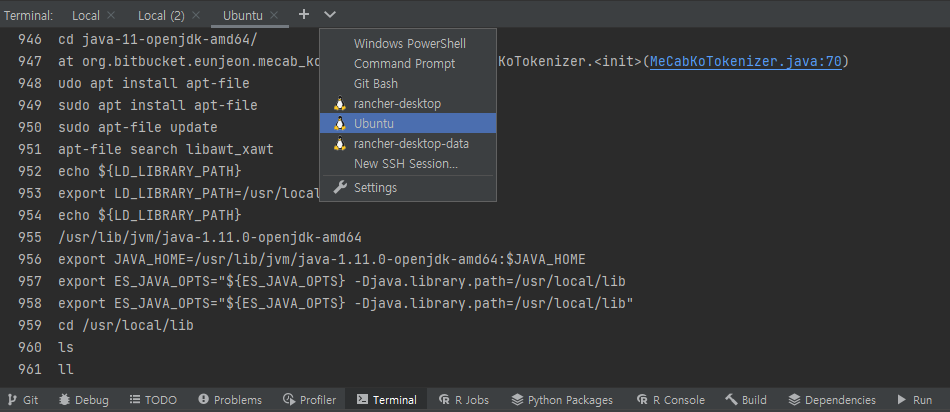 Terminal: Local × Local (2) × Ubuntu × +
946 cd java-11-openjdk-amd64/
947 at org.bitbucket.eunjeon.mecab_ko KoTokenizer.<init>(MeCabKoTokenizer.java:70)
948 udo apt install apt-file
949 sudo apt install apt-file
950 sudo apt-file update
951 apt-file search libawt_xawt
952 echo ${LD_LIBRARY_PATH}
953 export LD_LIBRARY_PATH=/usr/local
954 echo ${LD_LIBRARY_PATH}
955 /usr/lib/jvm/java-1.11.0-openjdk-amd64
956 export JAVA_HOME=/usr/lib/jvm/java-1.11.0-openjdk-amd64:$JAVA_HOME
957 export ES_JAVA_OPTS="${ES_JAVA_OPTS} -Djava.library.path=/usr/local/lib
958 export ES_JAVA_OPTS="${ES_JAVA_OPTS} -Djava.library.path=/usr/local/lib"
959 cd /usr/local/lib
960 ls
961 ll
Windows PowerShell
Command Prompt
Git Bash
rancher-desktop
Ubuntu
rancher-desktop-data
New SSH Session...
Settings
Git Debug TODO Problems Profiler Terminal R Jobs Python Packages R Console Build Dependencies Run